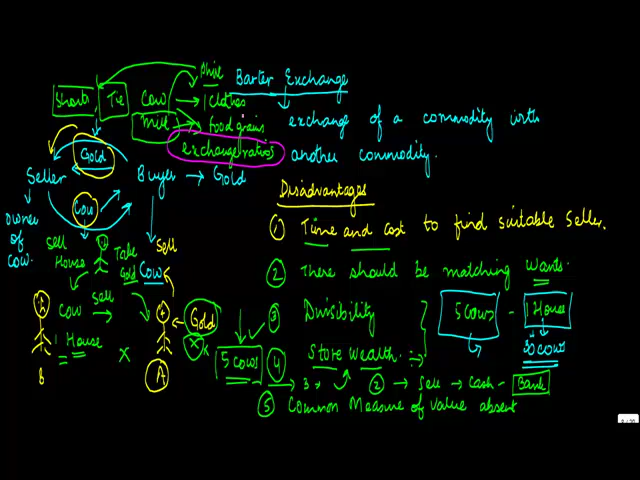 Shirt
Barter Exchange
Shorts Tie Cow → clothes
Milk → food grains
exchange of a commodity with
exchange ratios
another commodity.
Gold
Seller Buyer → Gold
Disadvantages
Cow
① Time and cost to find suitable seller.
owner
of
cow.
Sell
House
Take
Gold
Sell
Cow
② There should be matching wants.
Cow Sell
1 House
Gold
③ Divisibility
5 Cows - 1 House
30 cows
5 cows
④ Store wealth.
② → Sell → Cash - Bank
B A
⑤ Common Measure of value absent